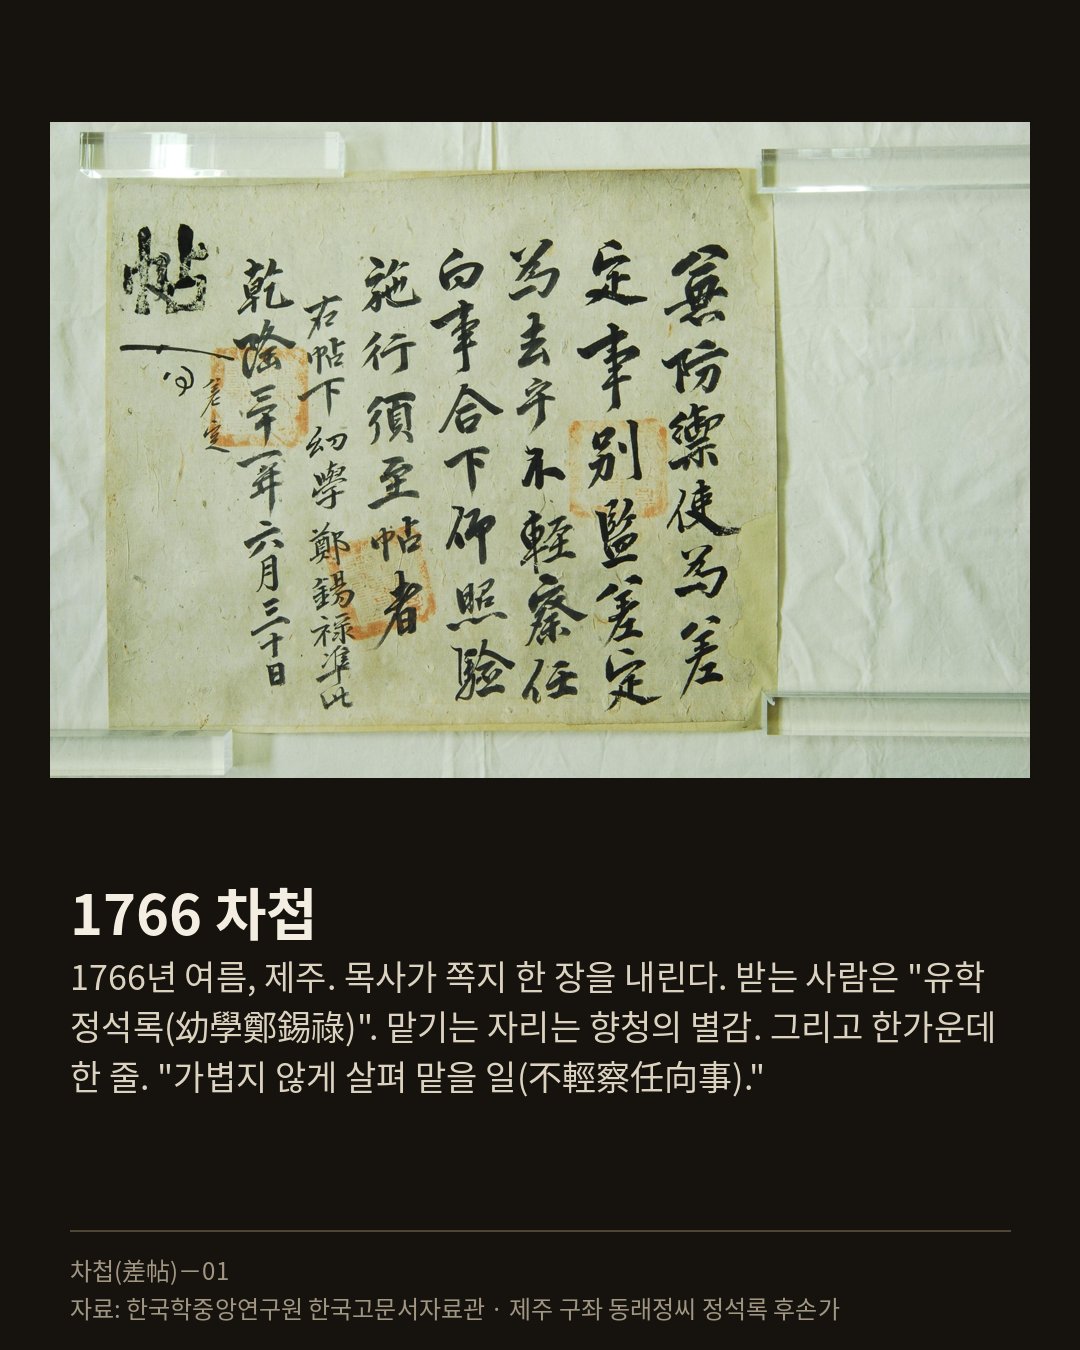 兼防禦使為差
定事別監差定
為去乎不輕察任
向事合下仰照驗
施行須至帖者
右帖下幼學鄭錫祿準此
乾隆三十一年六月三十日
差定
帖
1766 차첩
1766년 여름, 제주. 목사가 쪽지 한 장을 내린다. 받는 사람은 "유학
정석록(幼學鄭錫祿)". 맡기는 자리는 향청의 별감. 그리고 한가운데
한 줄. "가볍지 않게 살펴 맡을 일(不輕察任向事)."
차첩(差帖)－01
자료: 한국학중앙연구원 한국고문서자료관 · 제주 구좌 동래정씨 정석록 후손가